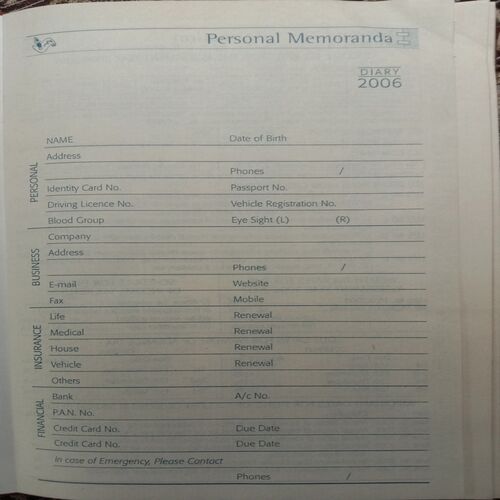 Personal Memoranda
DIARY
2006
PERSONAL
NAME Date of Birth
Address
Phones /
Identity Card No. Passport No.
Driving Licence No. Vehicle Registration No.
Blood Group Eye Sight (L) (R)
BUSINESS
Company
Address
Phones /
E-mail Website
Fax Mobile
INSURANCE
Life Renewal
Medical Renewal
House Renewal
Vehicle Renewal
Others
FINANCIAL
Bank A/c No.
P.A.N. No.
Credit Card No. Due Date
Credit Card No. Due Date
In case of Emergency, Please Contact
Phones /